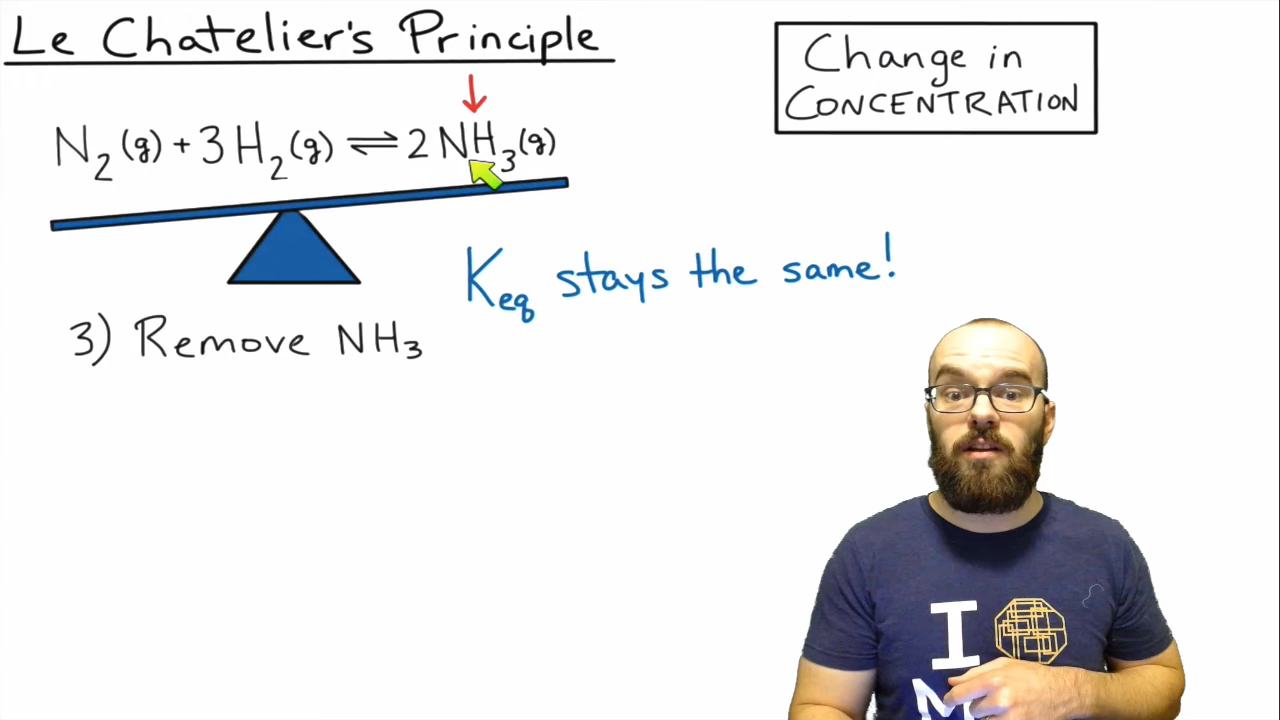 Le Chatelier's Principle
Change in
CONCENTRATION
N₂(g) + 3H₂(g) ⇌ 2NH₃(g)
Keq stays the same!
3) Remove NH₃
I
M